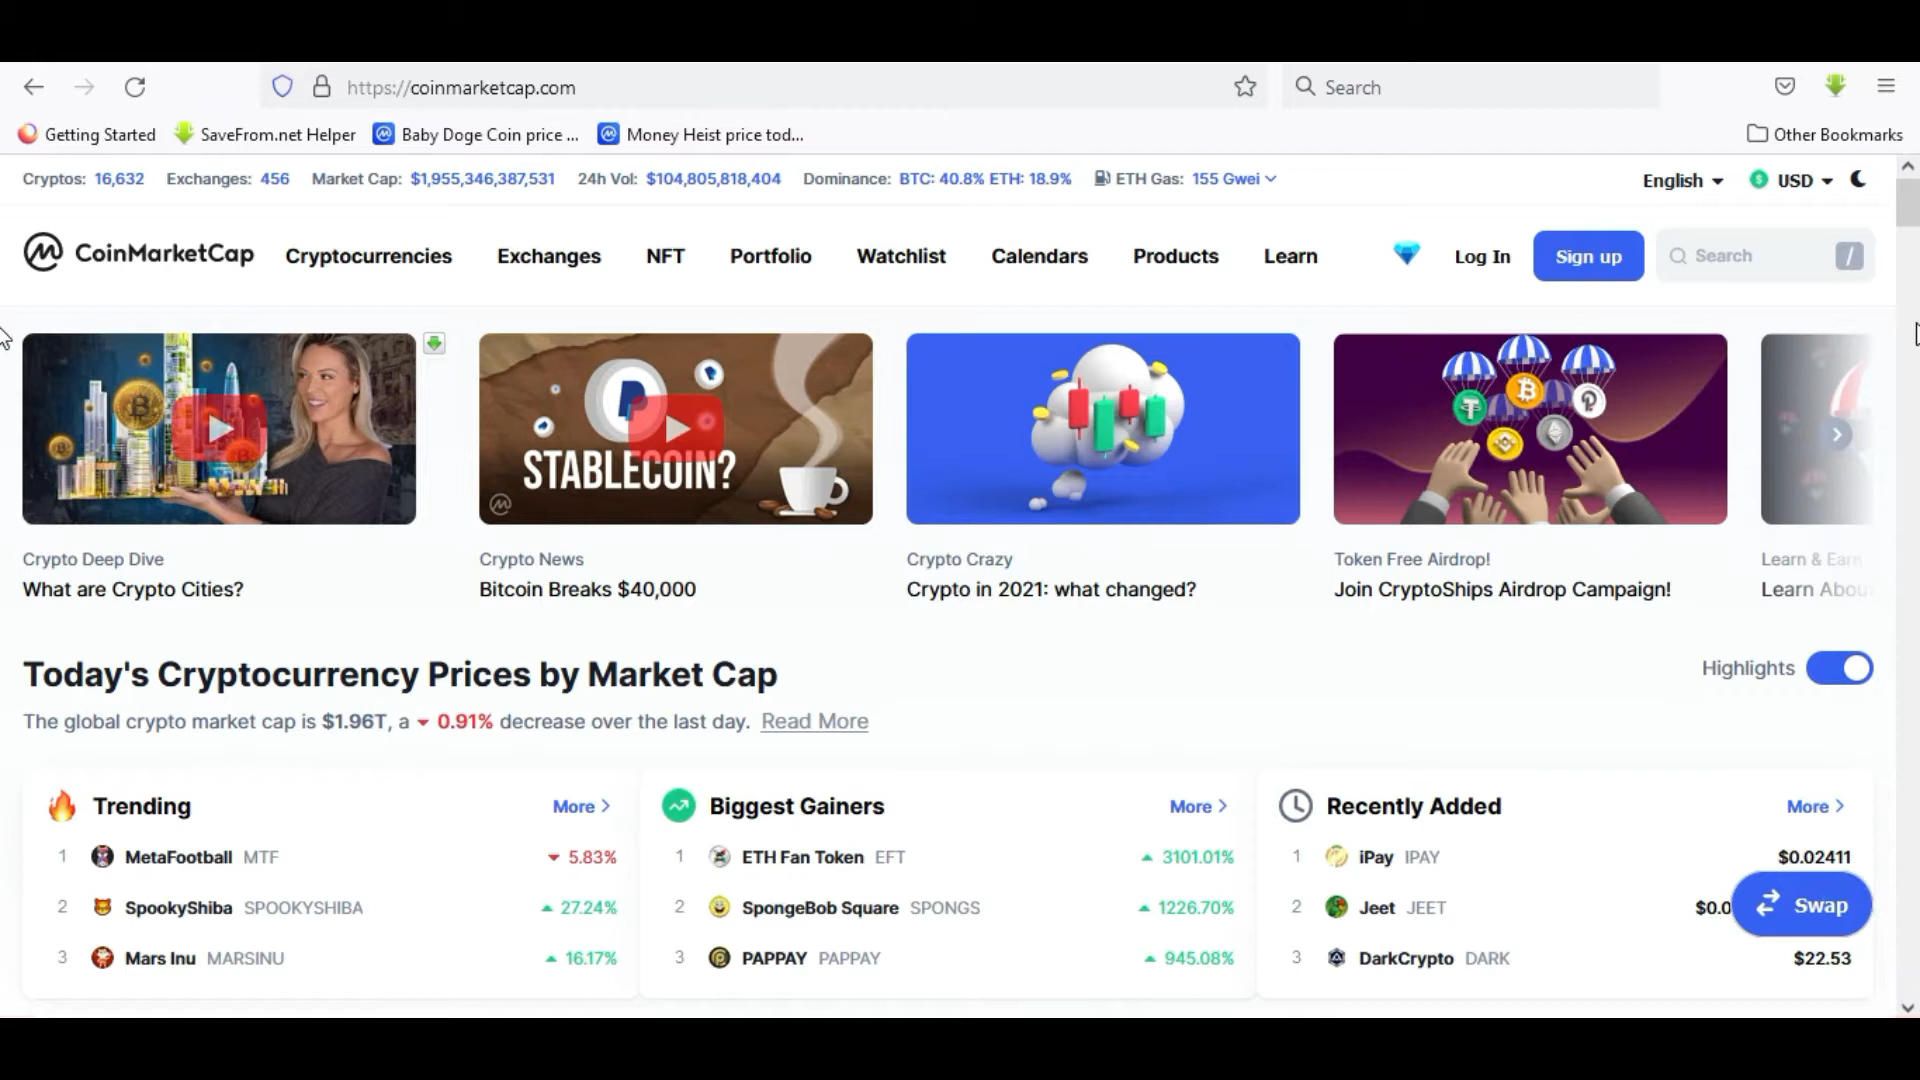 https://coinmarketcap.com
Search
Getting Started
SaveFrom.net Helper
Baby Doge Coin price ...
Money Heist price tod...
Other Bookmarks
Cryptos: 16,632 Exchanges: 456 Market Cap: $1,955,346,387,531 24h Vol: $104,805,818,404 Dominance: BTC: 40.8% ETH: 18.9% ETH Gas: 155 Gwei
English USD
CoinMarketCap
Cryptocurrencies Exchanges NFT Portfolio Watchlist Calendars Products Learn
Log In Sign up Search /
STABLECOIN?
Crypto Deep Dive
What are Crypto Cities?
Crypto News
Bitcoin Breaks $40,000
Crypto Crazy
Crypto in 2021: what changed?
Token Free Airdrop!
Join CryptoShips Airdrop Campaign!
Learn & Earn
Learn Abou
Today's Cryptocurrency Prices by Market Cap
Highlights
The global crypto market cap is $1.96T, a 0.91% decrease over the last day. Read More
Trending More
1 MetaFootball MTF 5.83%
2 SpookyShiba SPOOKYSHIBA 27.24%
3 Mars Inu MARSINU 16.17%
Biggest Gainers More
1 ETH Fan Token EFT 3101.01%
2 SpongeBob Square SPONGS 1226.70%
3 PAPPAY PAPPAY 945.08%
Recently Added More
1 iPay IPAY $0.02411
2 Jeet JEET $0.0
Swap
3 DarkCrypto DARK $22.53